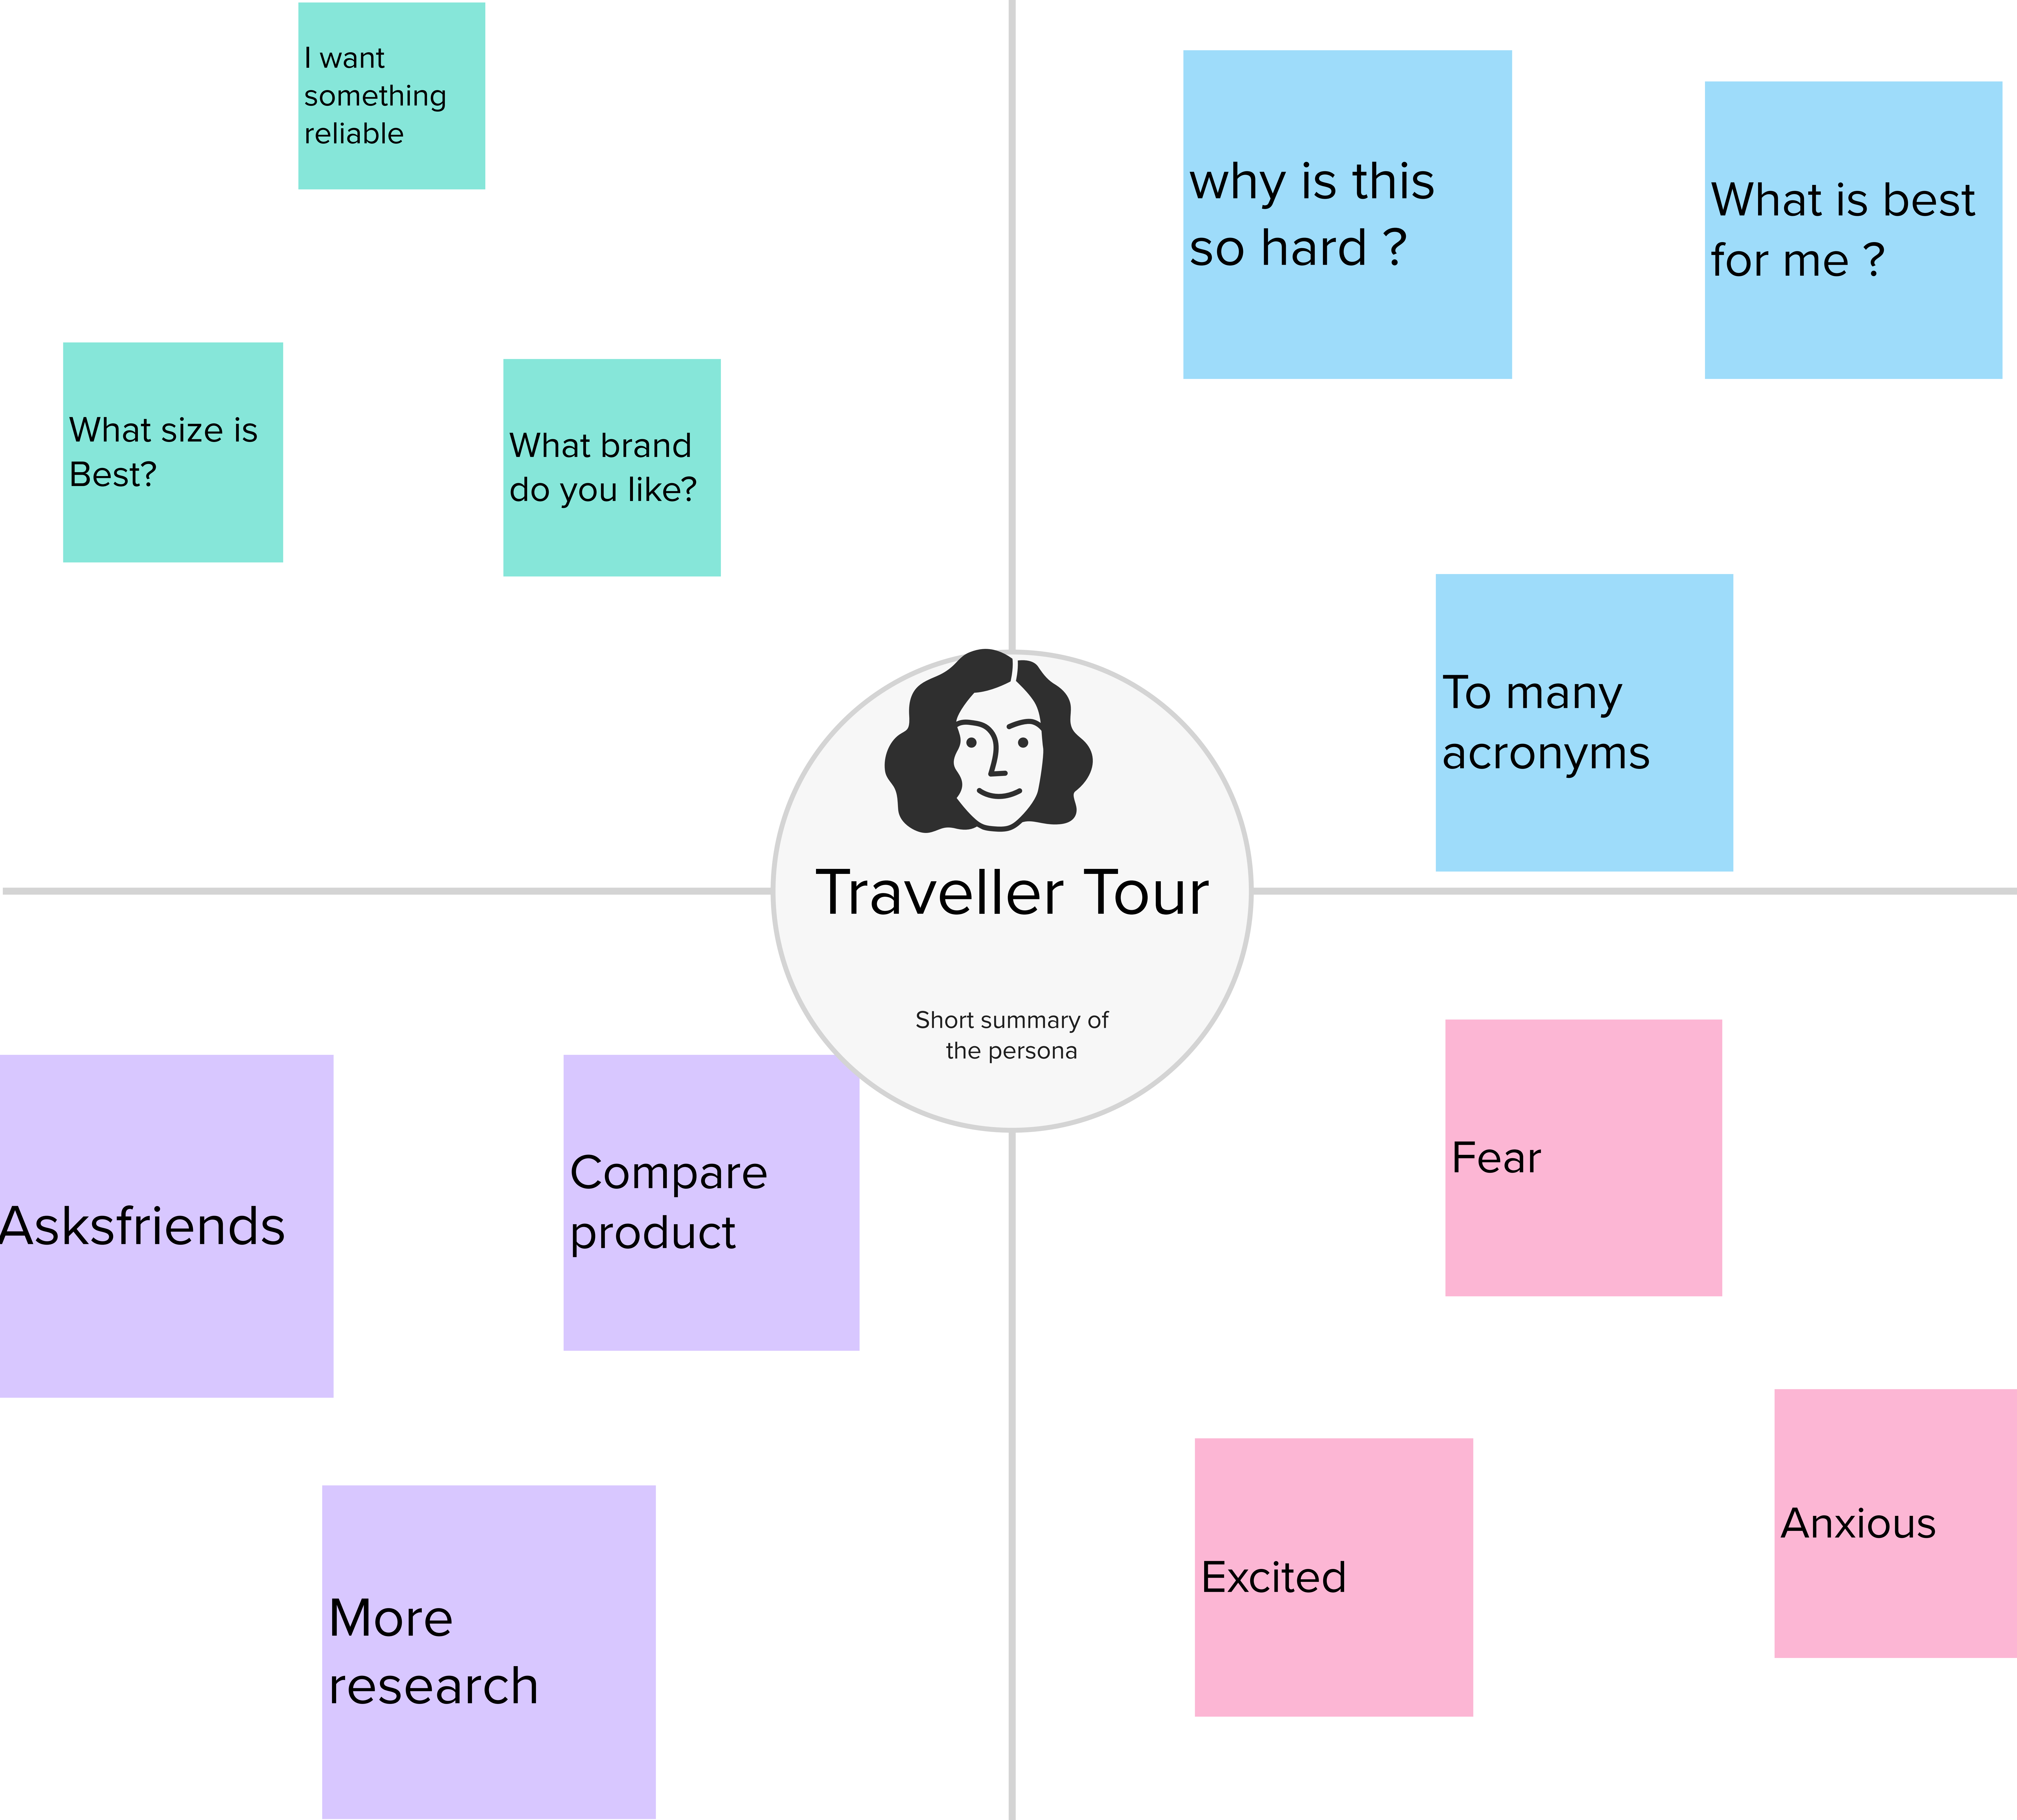 I want
something
reliable
What size is
Best?
What brand
do you like?
why is this
so hard ?
What is best
for me ?
To many
acronyms
Traveller Tour
Short summary of
the persona
Asksfriends
Compare
product
More
research
Fear
Excited
Anxious